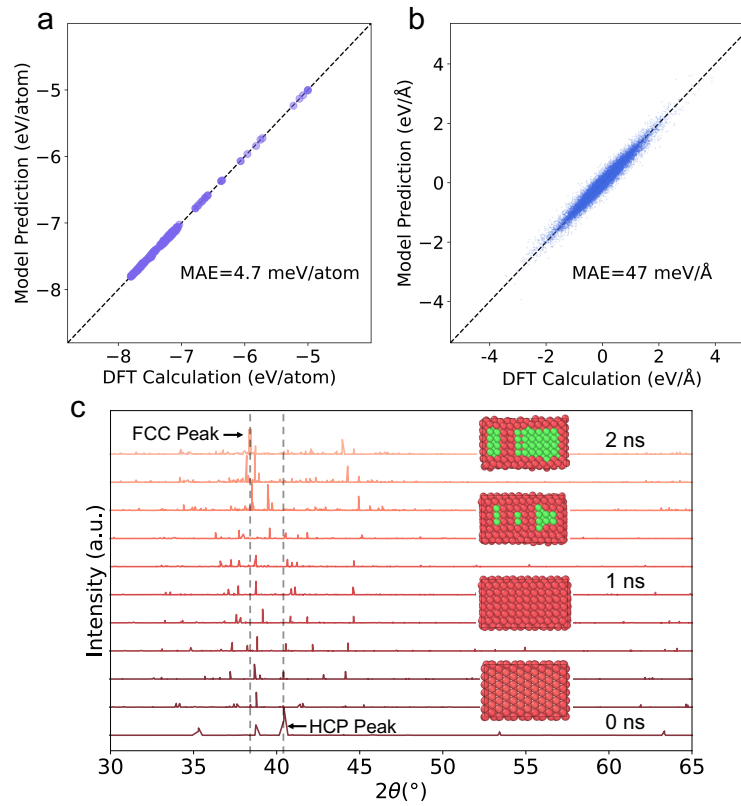 a
Model Prediction (eV/atom)
−5
−6
−7
−8
MAE=4.7 meV/atom
−8 −7 −6 −5
DFT Calculation (eV/atom)
b
Model Prediction (eV/Å)
4
2
0
−2
−4
MAE=47 meV/Å
−4 −2 0 2 4
DFT Calculation (eV/Å)
c
Intensity (a.u.)
FCC Peak
2 ns
1 ns
HCP Peak
0 ns
30 35 40 45 50 55 60 65
2θ(°)